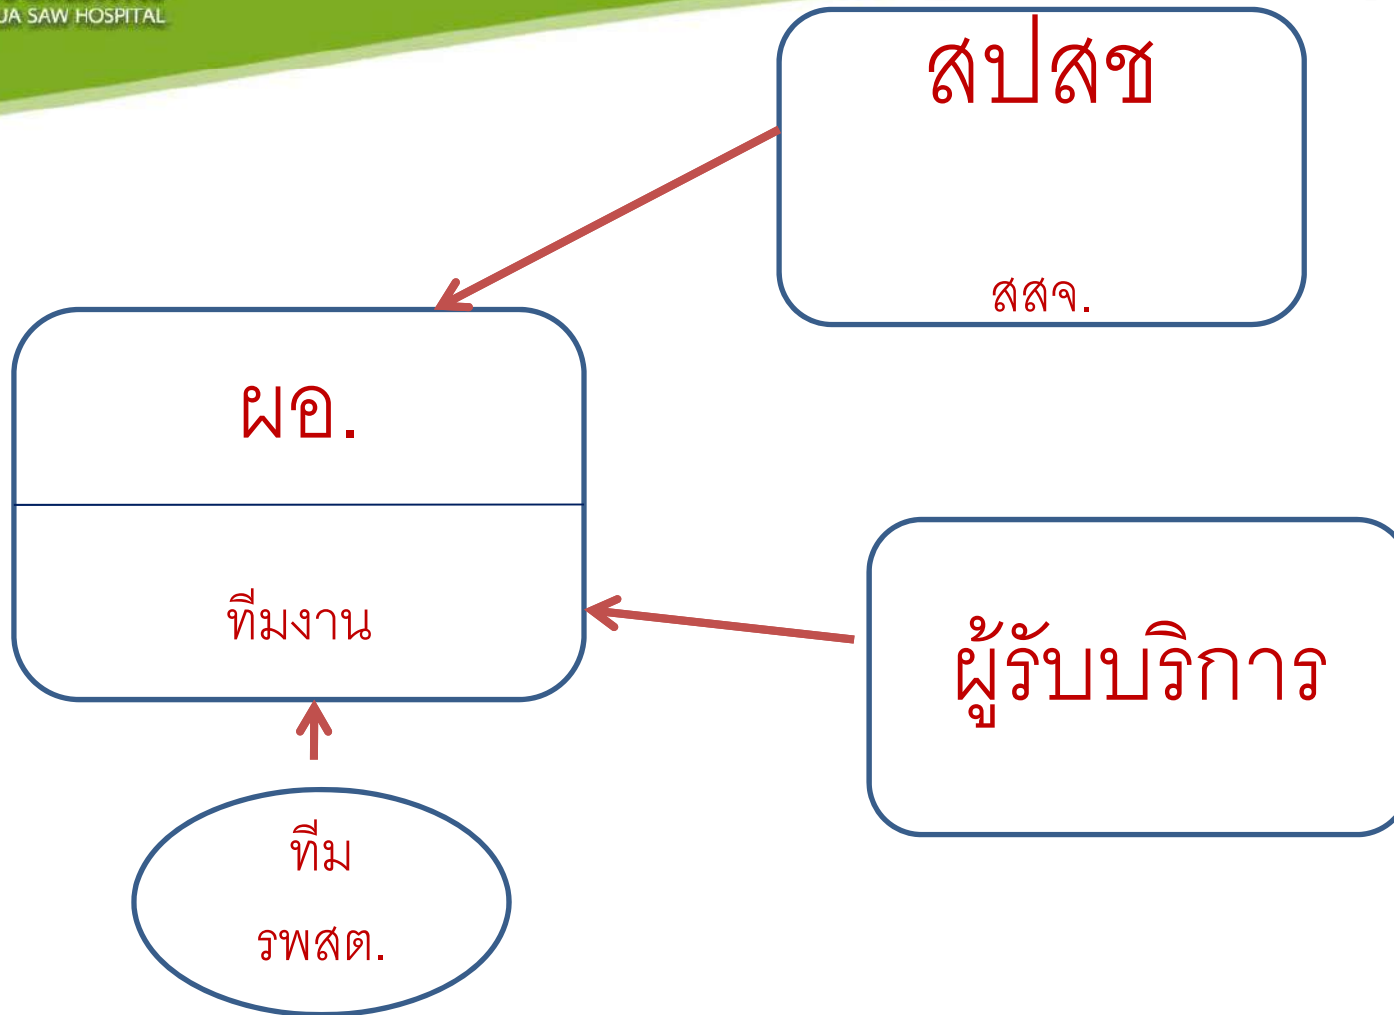 UA SAW HOSPITAL
สปสช
สสจ.
ผอ.
ทีมงาน
ผู้รับบริการ
ทีม
รพสต.